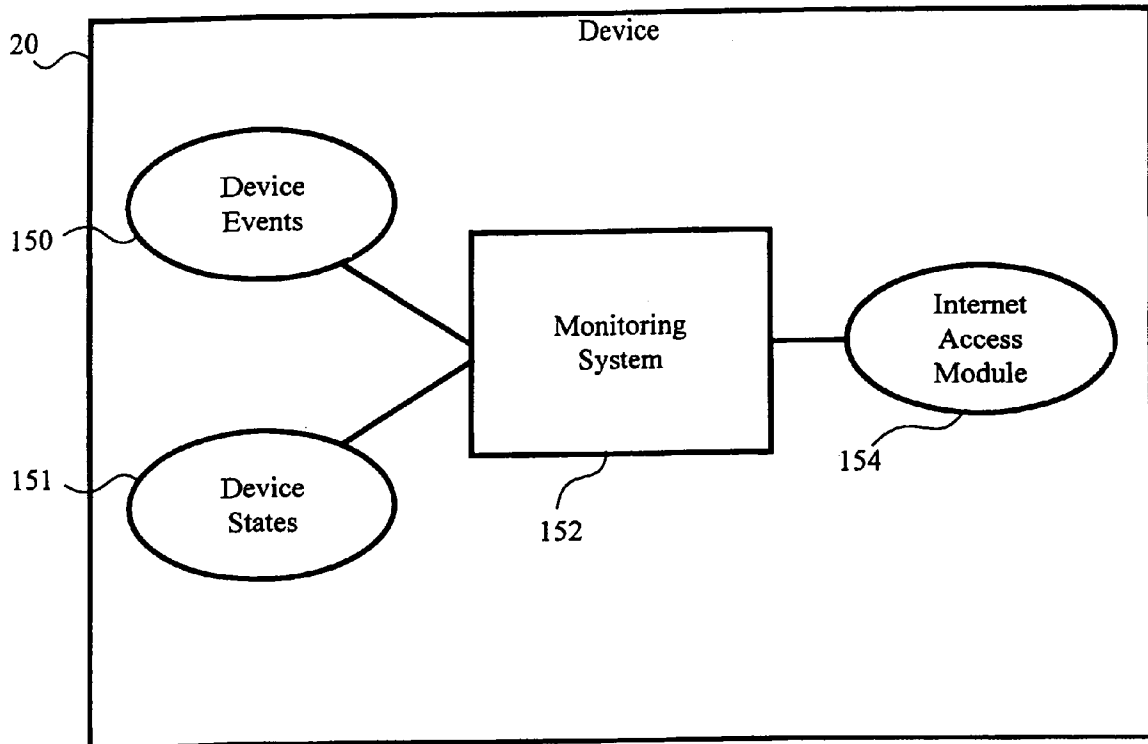 Device
20
Device
Events
150
Monitoring
System
Internet
Access
Module
151
Device
States
152
154